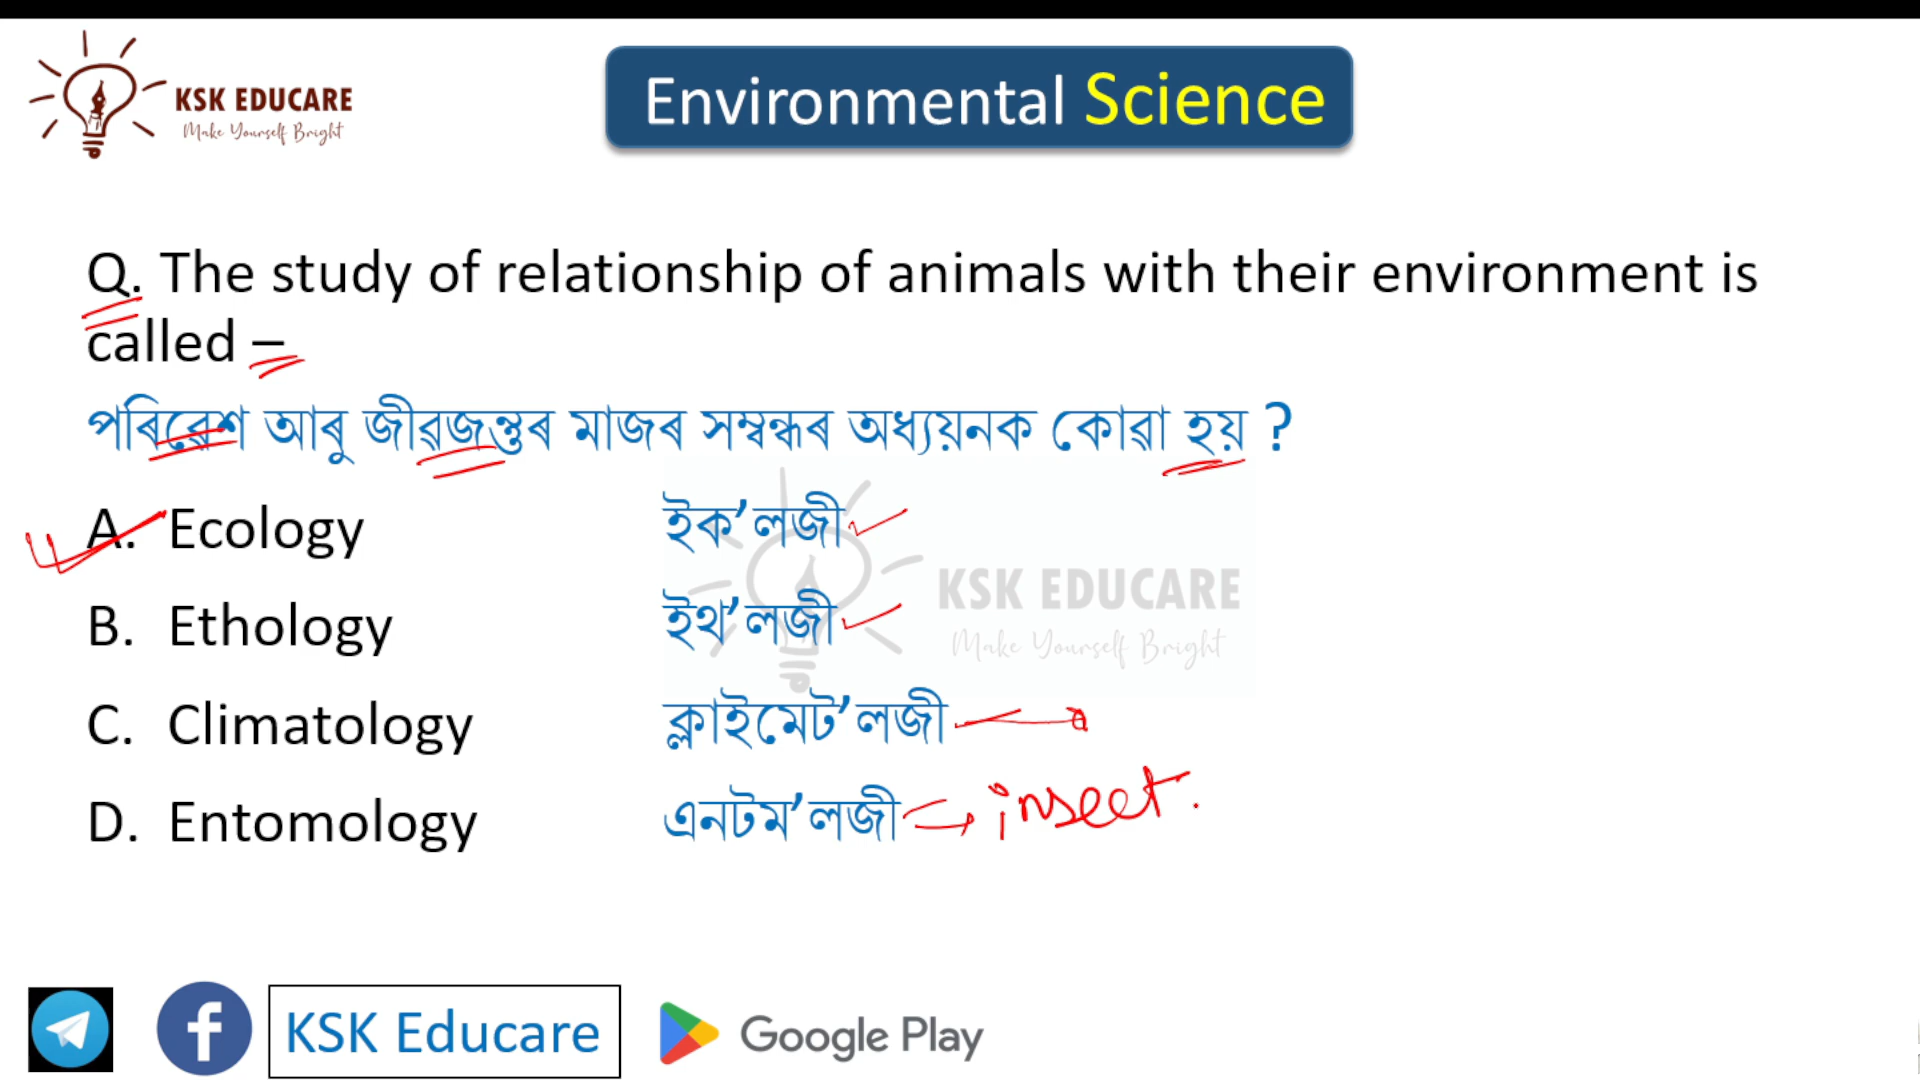 KSK EDUCARE
Make Yourself Bright
Environmental Science
Q. The study of relationship of animals with their environment is
called –
পৰিৱেশ আৰু জীৱজন্তুৰ মাজৰ সম্বন্ধৰ অধ্যয়নক কোৱা হয় ?
A. Ecology ইক’লজী
B. Ethology ইথ’লজী
KSK EDUCARE
Make Yourself Bright
C. Climatology ক্লাইমেট’লজী
D. Entomology এনটম’লজী insect.
KSK Educare
Google Play